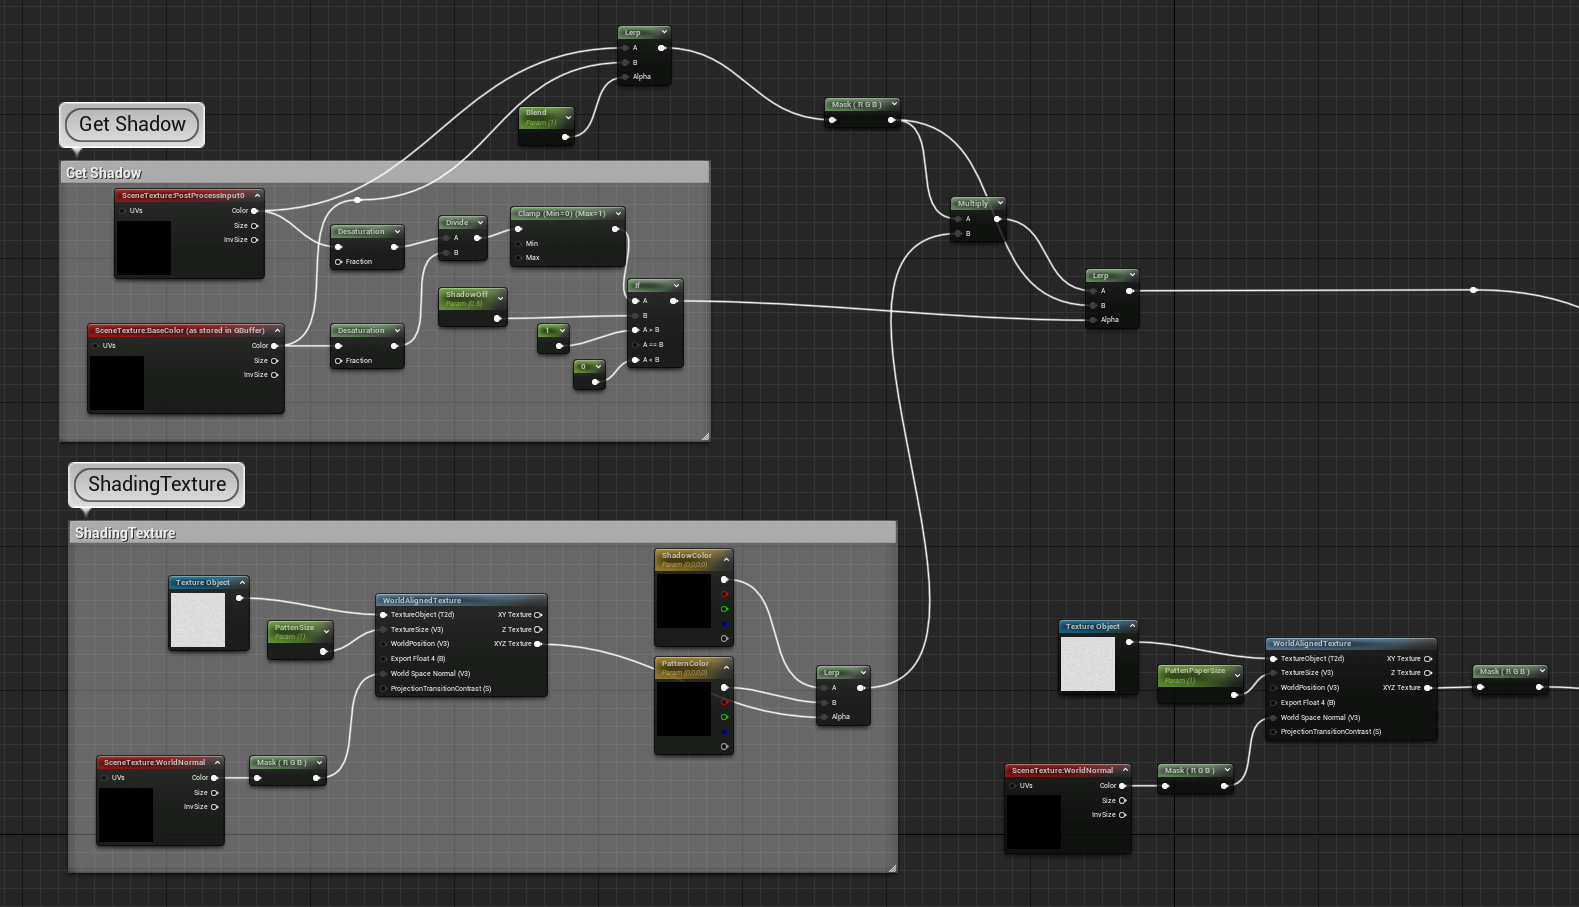 Lerp
A
B
Alpha
Blend
Param (1)
Mask ( R G B )
Get Shadow
Get Shadow
SceneTexture:PostProcessInput0
UVs
Color
Size
InvSize
Desaturation
Fraction
Divide
A
B
Clamp (Min=0) (Max=1)
Min
Max
ShadowOff
Param (0.5)
If
A
B
A > B
A == B
A < B
1
0
SceneTexture:BaseColor (as stored in GBuffer)
UVs
Color
Size
InvSize
Desaturation
Fraction
Multiply
A
B
Lerp
A
B
Alpha
ShadingTexture
ShadingTexture
Texture Object
PattenSize
Param (1)
WorldAlignedTexture
TextureObject (T2d)
XY Texture
TextureSize (V3)
Z Texture
WorldPosition (V3)
XYZ Texture
Export Float 4 (B)
World Space Normal (V3)
ProjectionTransitionContrast (S)
ShadowColor
Param (0,0,0,0)
PatternColor
Param (0,0,0,0)
Lerp
A
B
Alpha
SceneTexture:WorldNormal
UVs
Color
Size
InvSize
Mask ( R G B )
Texture Object
PattenPaperSize
Param (1)
WorldAlignedTexture
TextureObject (T2d)
XY Texture
TextureSize (V3)
Z Texture
WorldPosition (V3)
XYZ Texture
Export Float 4 (B)
World Space Normal (V3)
ProjectionTransitionContrast (S)
Mask ( R G B )
SceneTexture:WorldNormal
UVs
Color
Size
InvSize
Mask ( R G B )